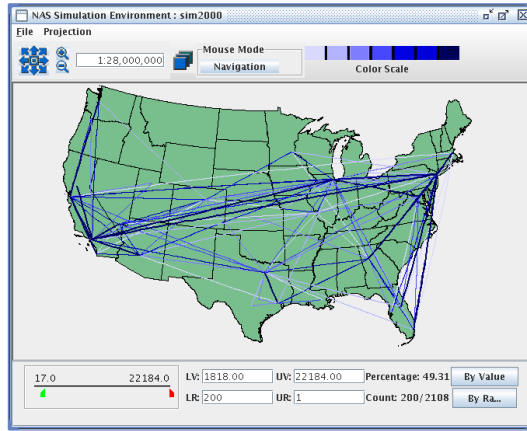 NAS Simulation Environment : sim2000
File Projection
1:28,000,000
Mouse Mode
Navigation
Color Scale
17.0 22184.0
LV: 1818.00 UV: 22184.00 Percentage: 49.31 By Value
LR: 200 UR: 1 Count: 200/2108 By Ra...